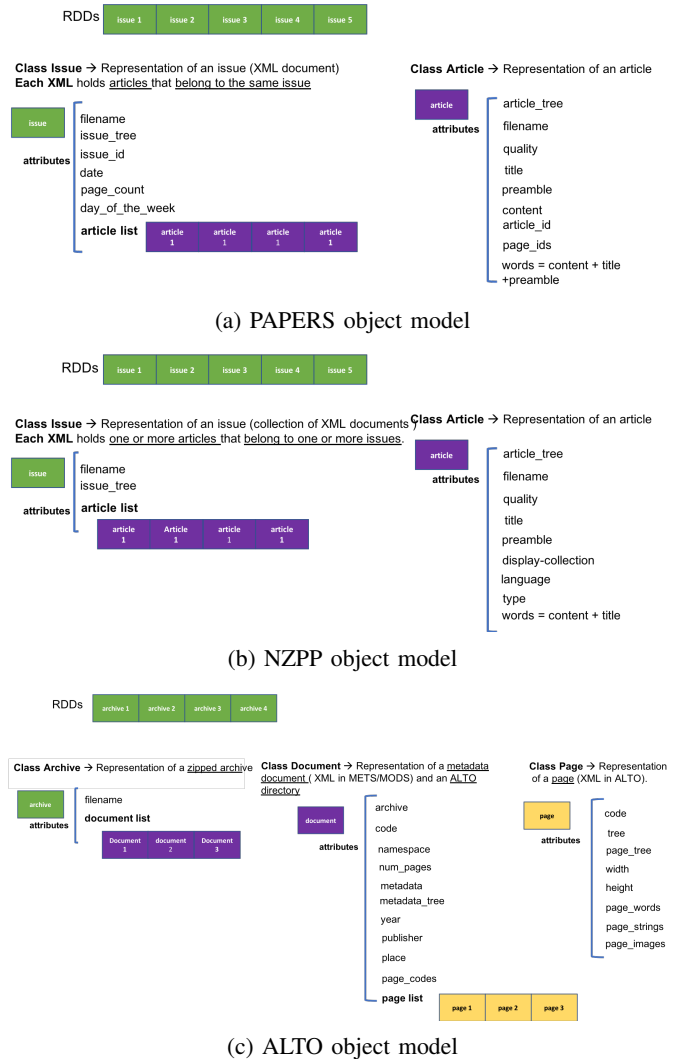 RDDs
issue 1 issue 2 issue 3 issue 4 issue 5
Class Issue → Representation of an issue (XML document)
Each XML holds articles that belong to the same issue
issue
attributes
filename
issue_tree
issue_id
date
page_count
day_of_the_week
article list
article 1 article 1 article 1 article 1
Class Article → Representation of an article
article
attributes
article_tree
filename
quality
title
preamble
content
article_id
page_ids
words = content + title
+preamble
(a) PAPERS object model
RDDs
issue 1 issue 2 issue 3 issue 4 issue 5
Class Issue → Representation of an issue (collection of XML documents )
Each XML holds one or more articles that belong to one or more issues.
issue
attributes
filename
issue_tree
article list
article 1 Article 1 article 1 article 1
Class Article → Representation of an article
article
attributes
article_tree
filename
quality
title
preamble
display-collection
language
type
words = content + title
(b) NZPP object model
RDDs
archive 1 archive 2 archive 3 archive 4
Class Archive → Representation of a zipped archive
archive
attributes
filename
document list
Document 1 document 2 Document 3
Class Document → Representation of a metadata
document ( XML in METS/MODS) and an ALTO
directory
document
attributes
archive
code
namespace
num_pages
metadata
metadata_tree
year
publisher
place
page_codes
page list
page 1 page 2 page 3
Class Page → Representation
of a page (XML in ALTO).
page
attributes
code
tree
page_tree
width
height
page_words
page_strings
page_images
(c) ALTO object model